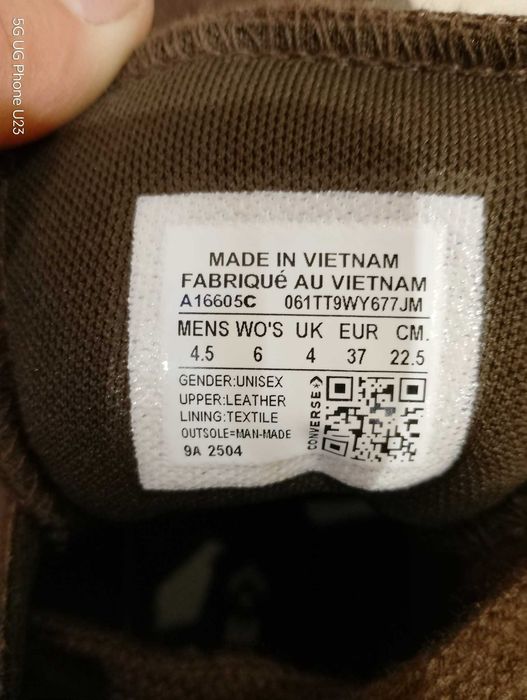 5G UG Phone U23
MADE IN VIETNAM
FABRIQUé AU VIETNAM
A16605C 061TT9WY677JM
MENS WO'S UK EUR CM.
4.5 6 4 37 22.5
GENDER:UNISEX
UPPER:LEATHER
LINING:TEXTILE
OUTSOLE=MAN-MADE
9A 2504
CONVERSE